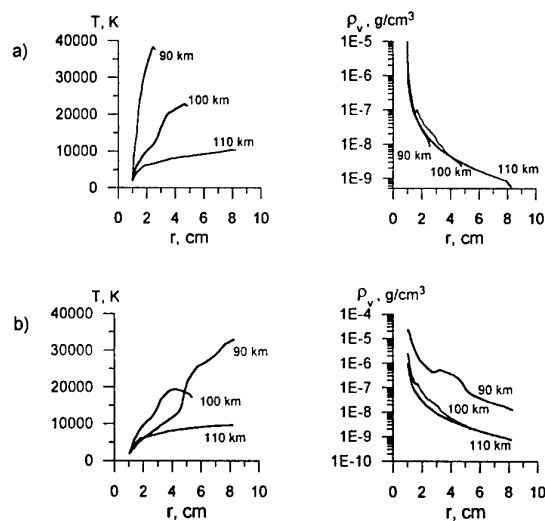 a)
T, K
40000
30000
20000
10000
0
90 km
100 km
110 km
0 2 4 6 8 10
r, cm
ρv, g/cm³
1E-5
1E-6
1E-7
1E-8
1E-9
90 km
100 km
110 km
0 2 4 6 8 10
r, cm
b)
T, K
40000
30000
20000
10000
0
90 km
100 km
110 km
0 2 4 6 8 10
r, cm
ρv, g/cm³
1E-4
1E-5
1E-6
1E-7
1E-8
1E-9
1E-10
90 km
100 km
110 km
0 2 4 6 8 10
r, cm